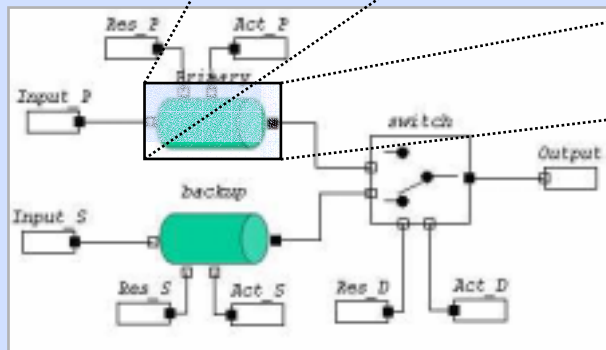 Res_P
Act_P
Primary
Input_P
switch
Output
backup
Input_S
Res_S
Act_S
Res_D
Act_D